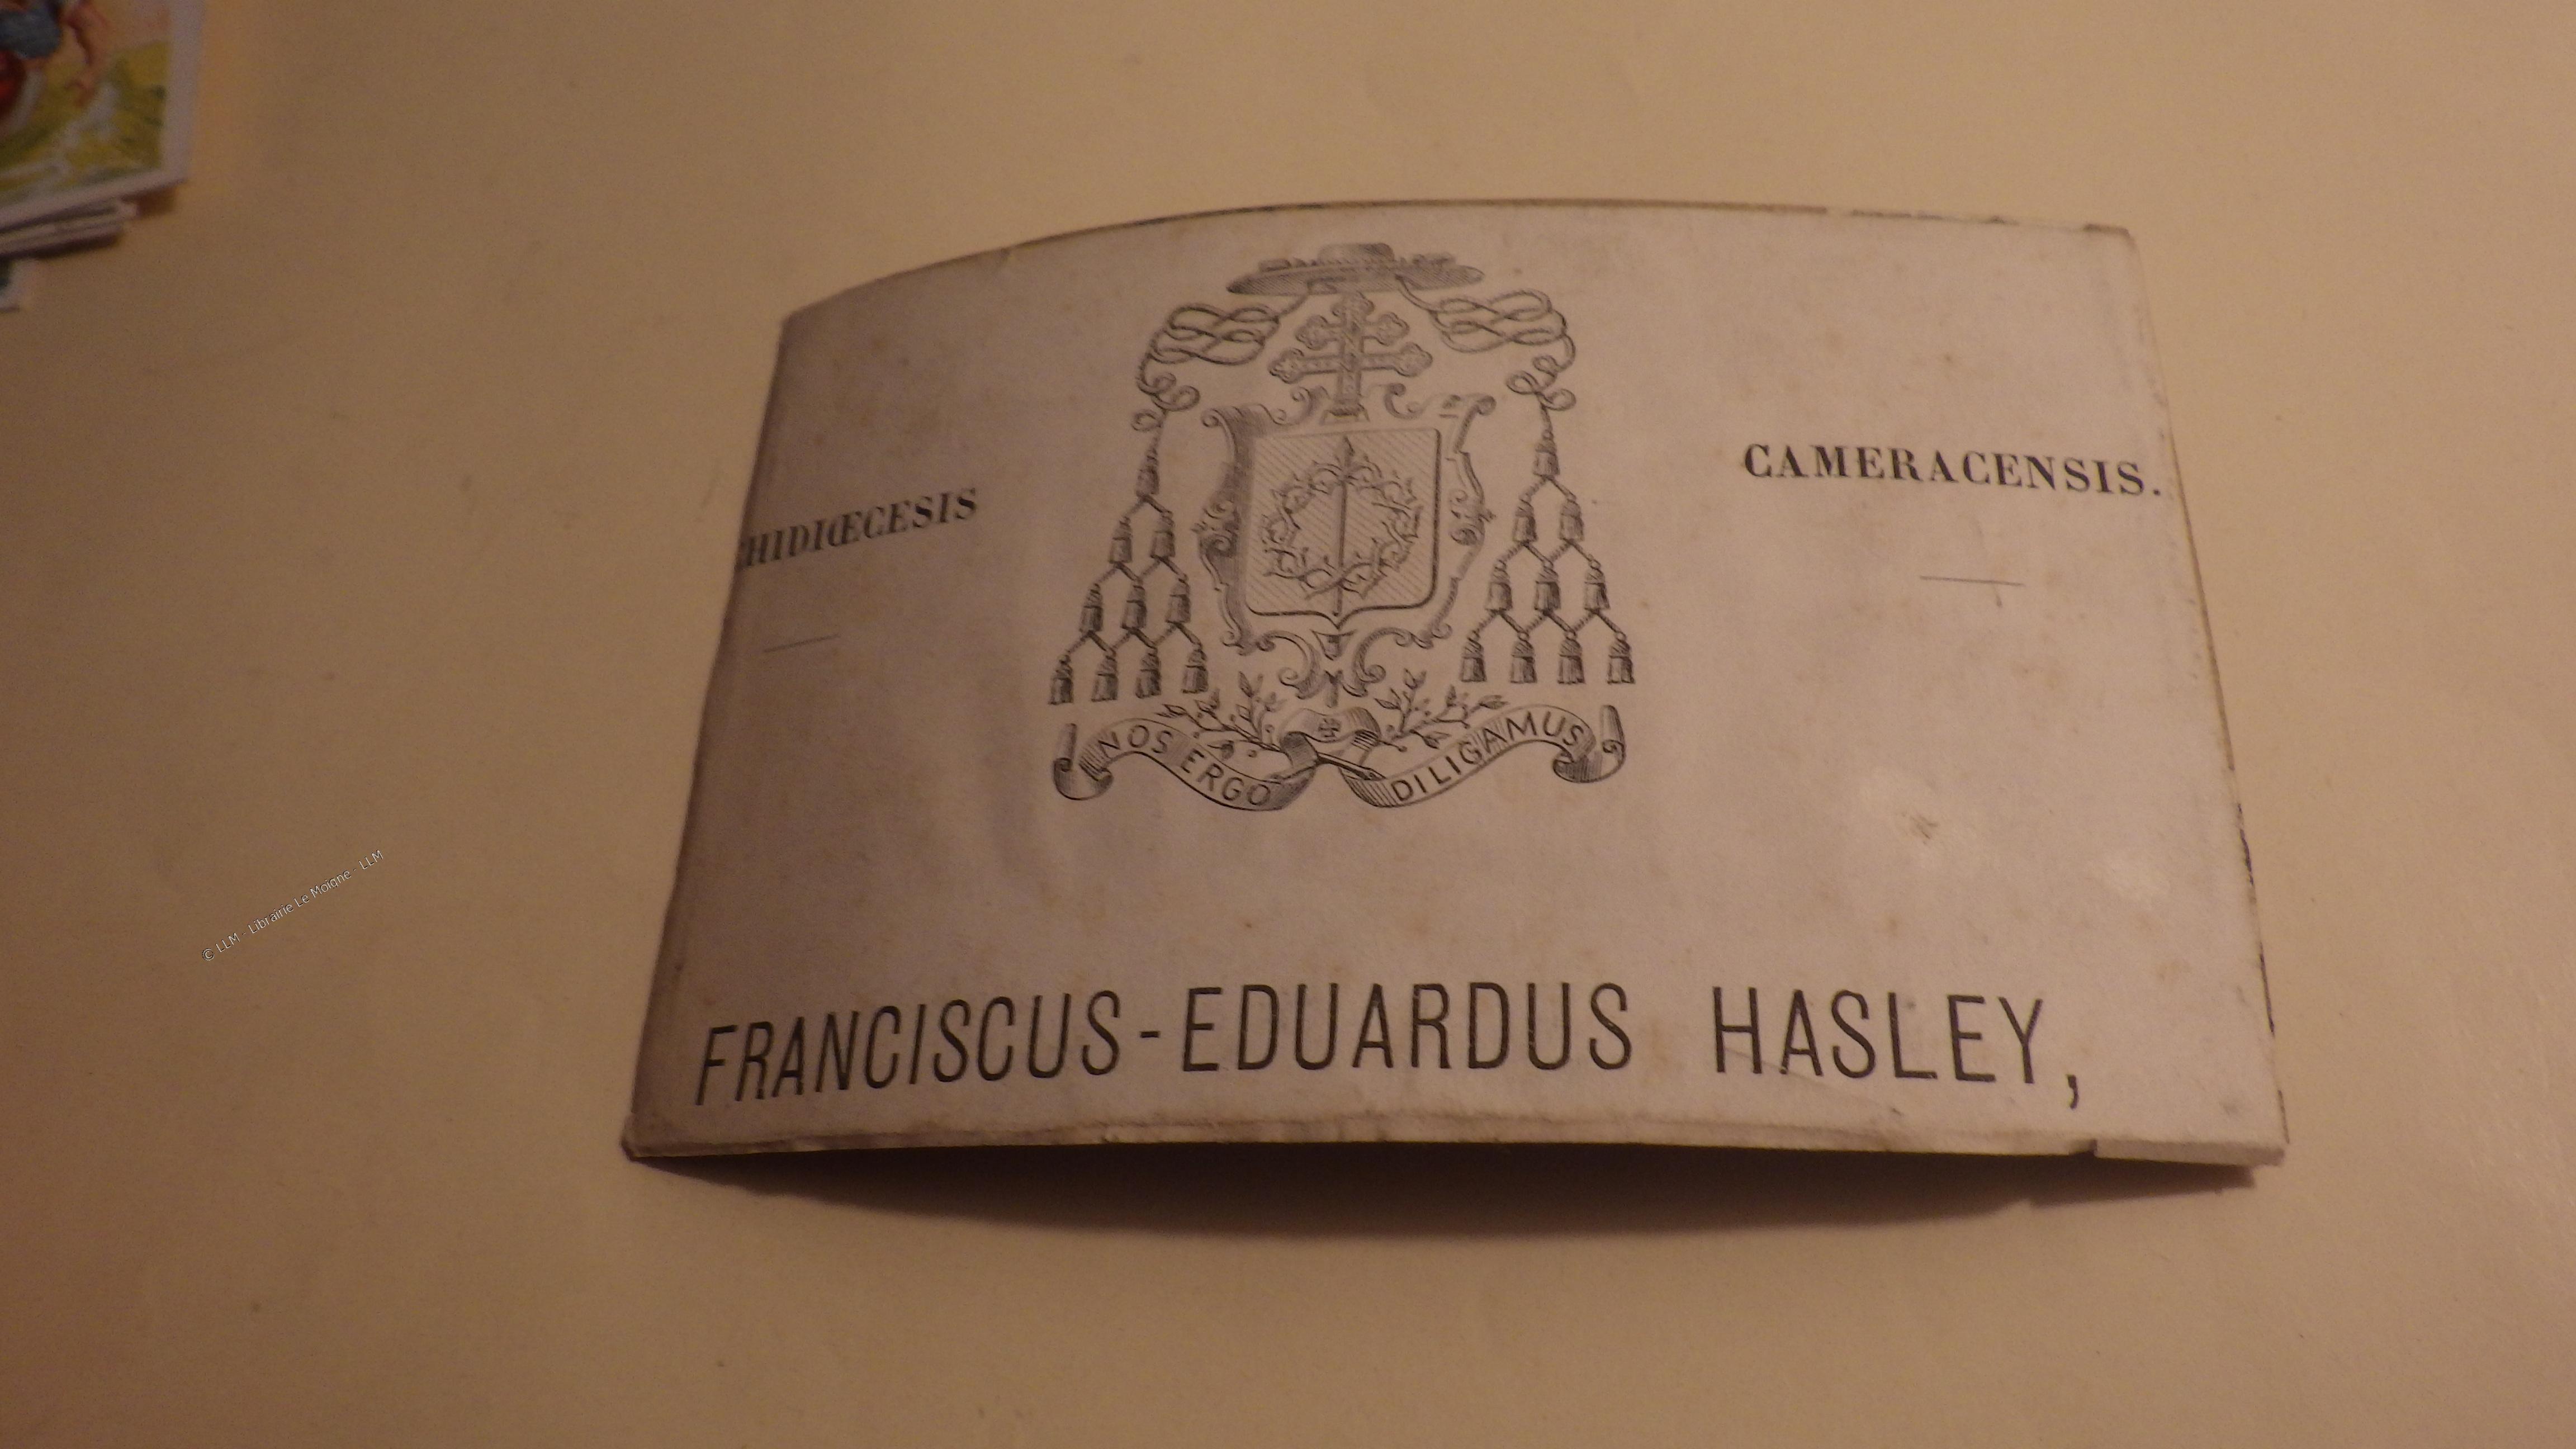 HIDIŒCESIS
CAMERACENSIS.
NOS ERGO DILIGAMUS
FRANCISCUS-EDUARDUS HASLEY,
© LLM - Librairie Le Moigne - LLM